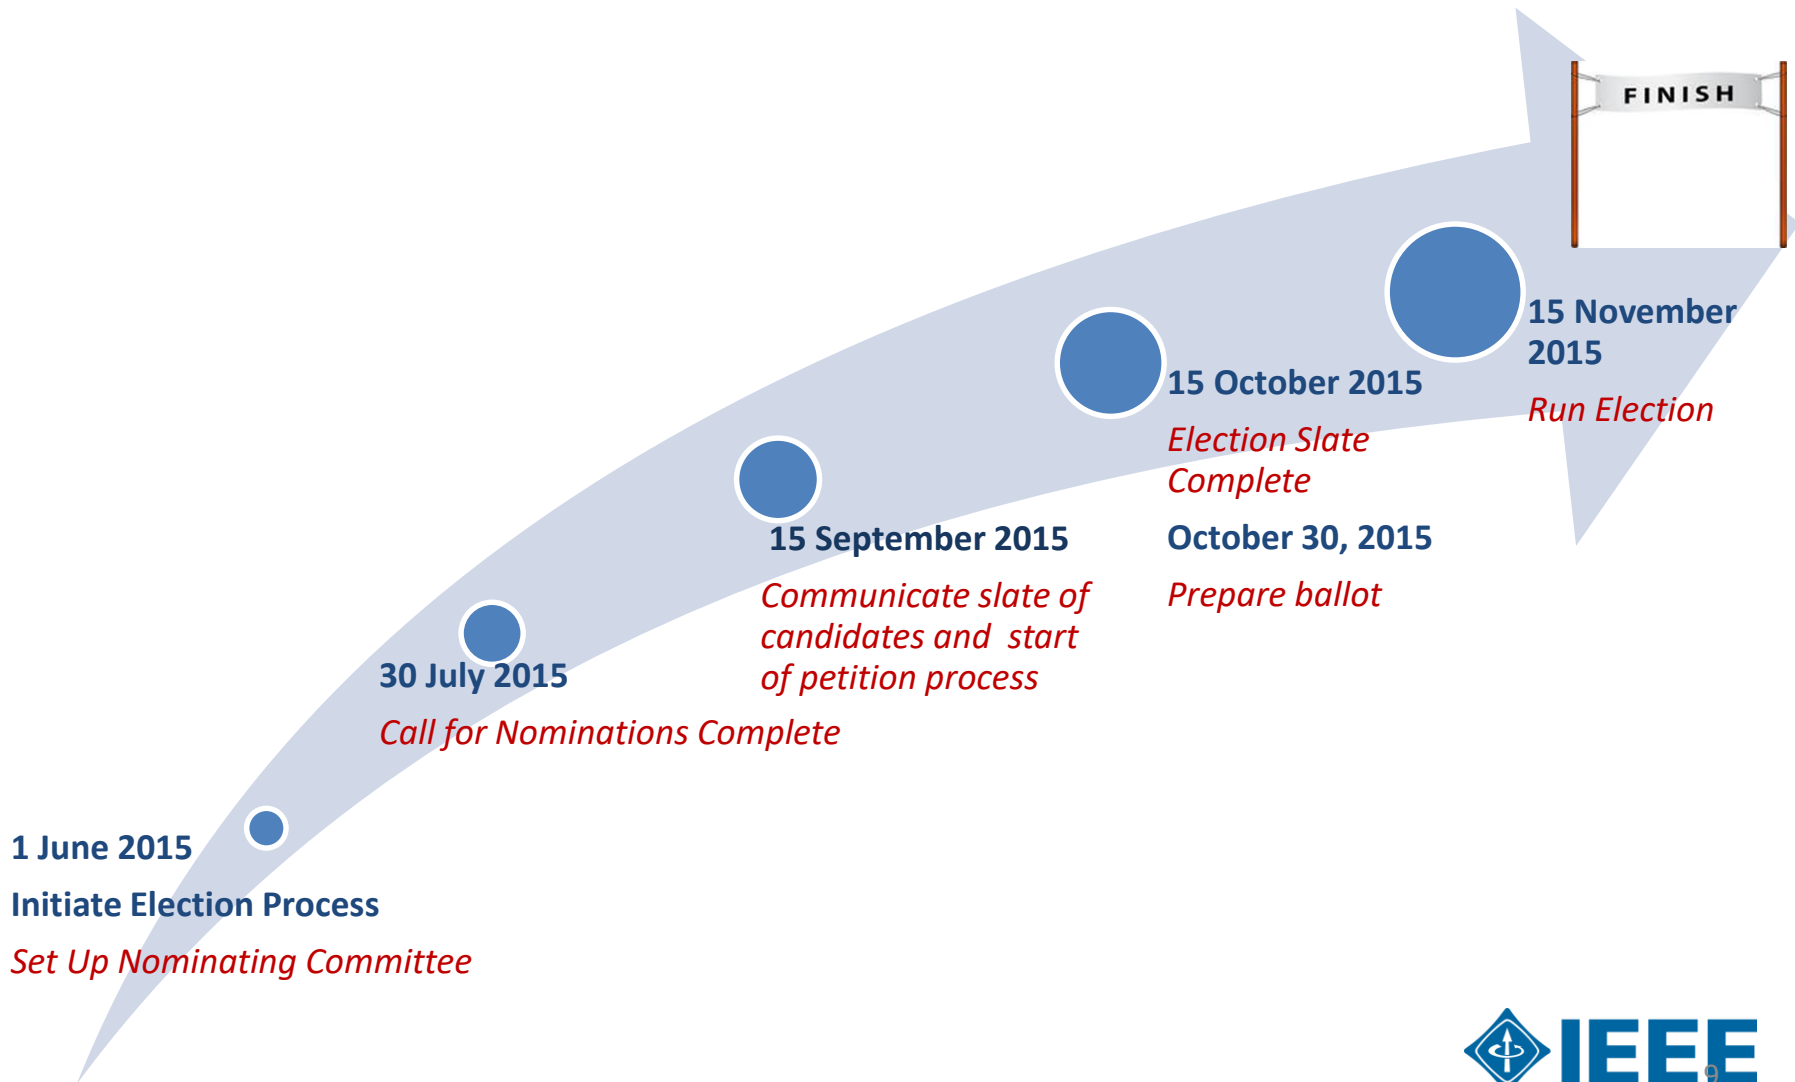 FINISH
1 June 2015
Initiate Election Process
Set Up Nominating Committee
30 July 2015
Call for Nominations Complete
15 September 2015
Communicate slate of
candidates and  start
of petition process
15 October 2015
Election Slate
Complete
October 30, 2015
Prepare ballot
15 November
2015
Run Election
IEEE
9